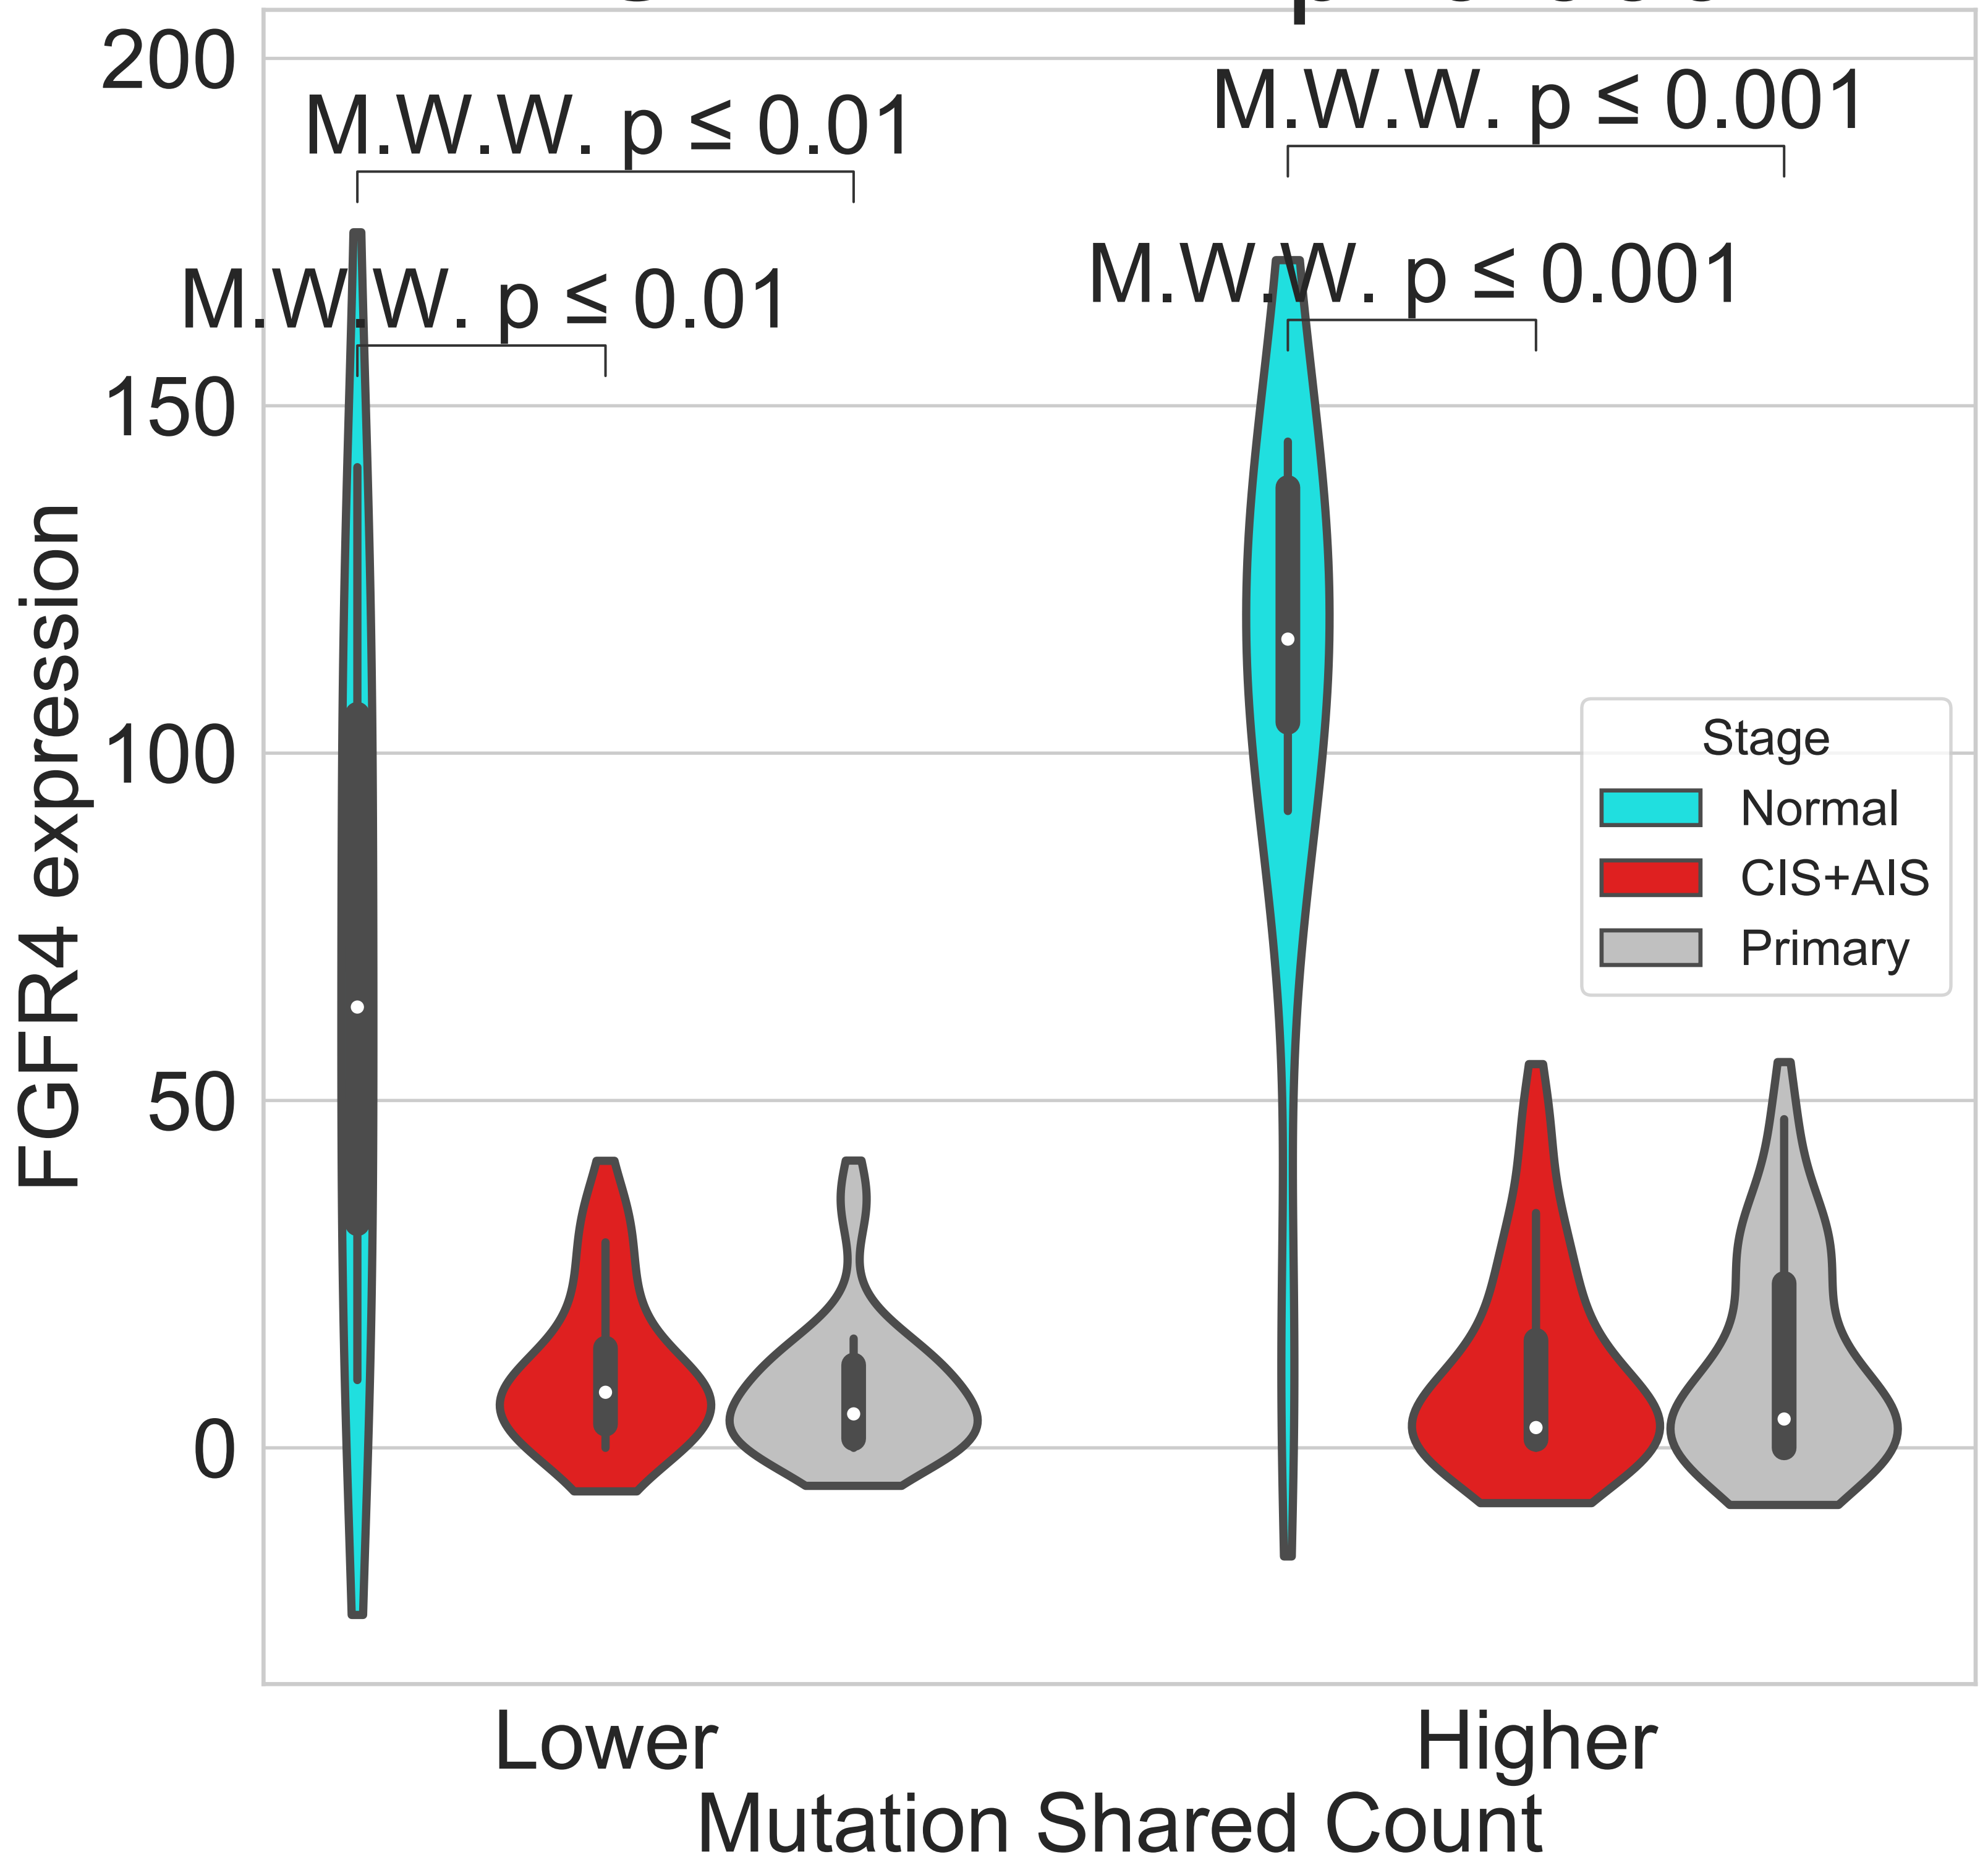 200
M.W.W. p ≤ 0.001
M.W.W. p ≤ 0.01
M.W.W. p ≤ 0.001
M.W.W. p ≤ 0.01
150
100
50
0
FGFR4 expression
Stage
Normal
CIS+AIS
Primary
Lower
Higher
Mutation Shared Count